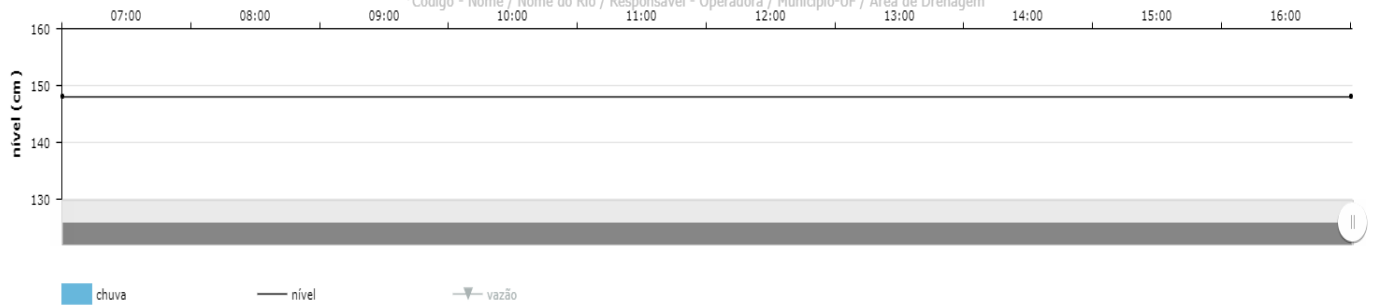 Código - Nome / Nome do Rio / Responsável - Operadora / Município-UF / Área de Drenagem
07:00 08:00 09:00 10:00 11:00 12:00 13:00 14:00 15:00 16:00
160
150
140
130
nível (cm)
chuva nível vazão